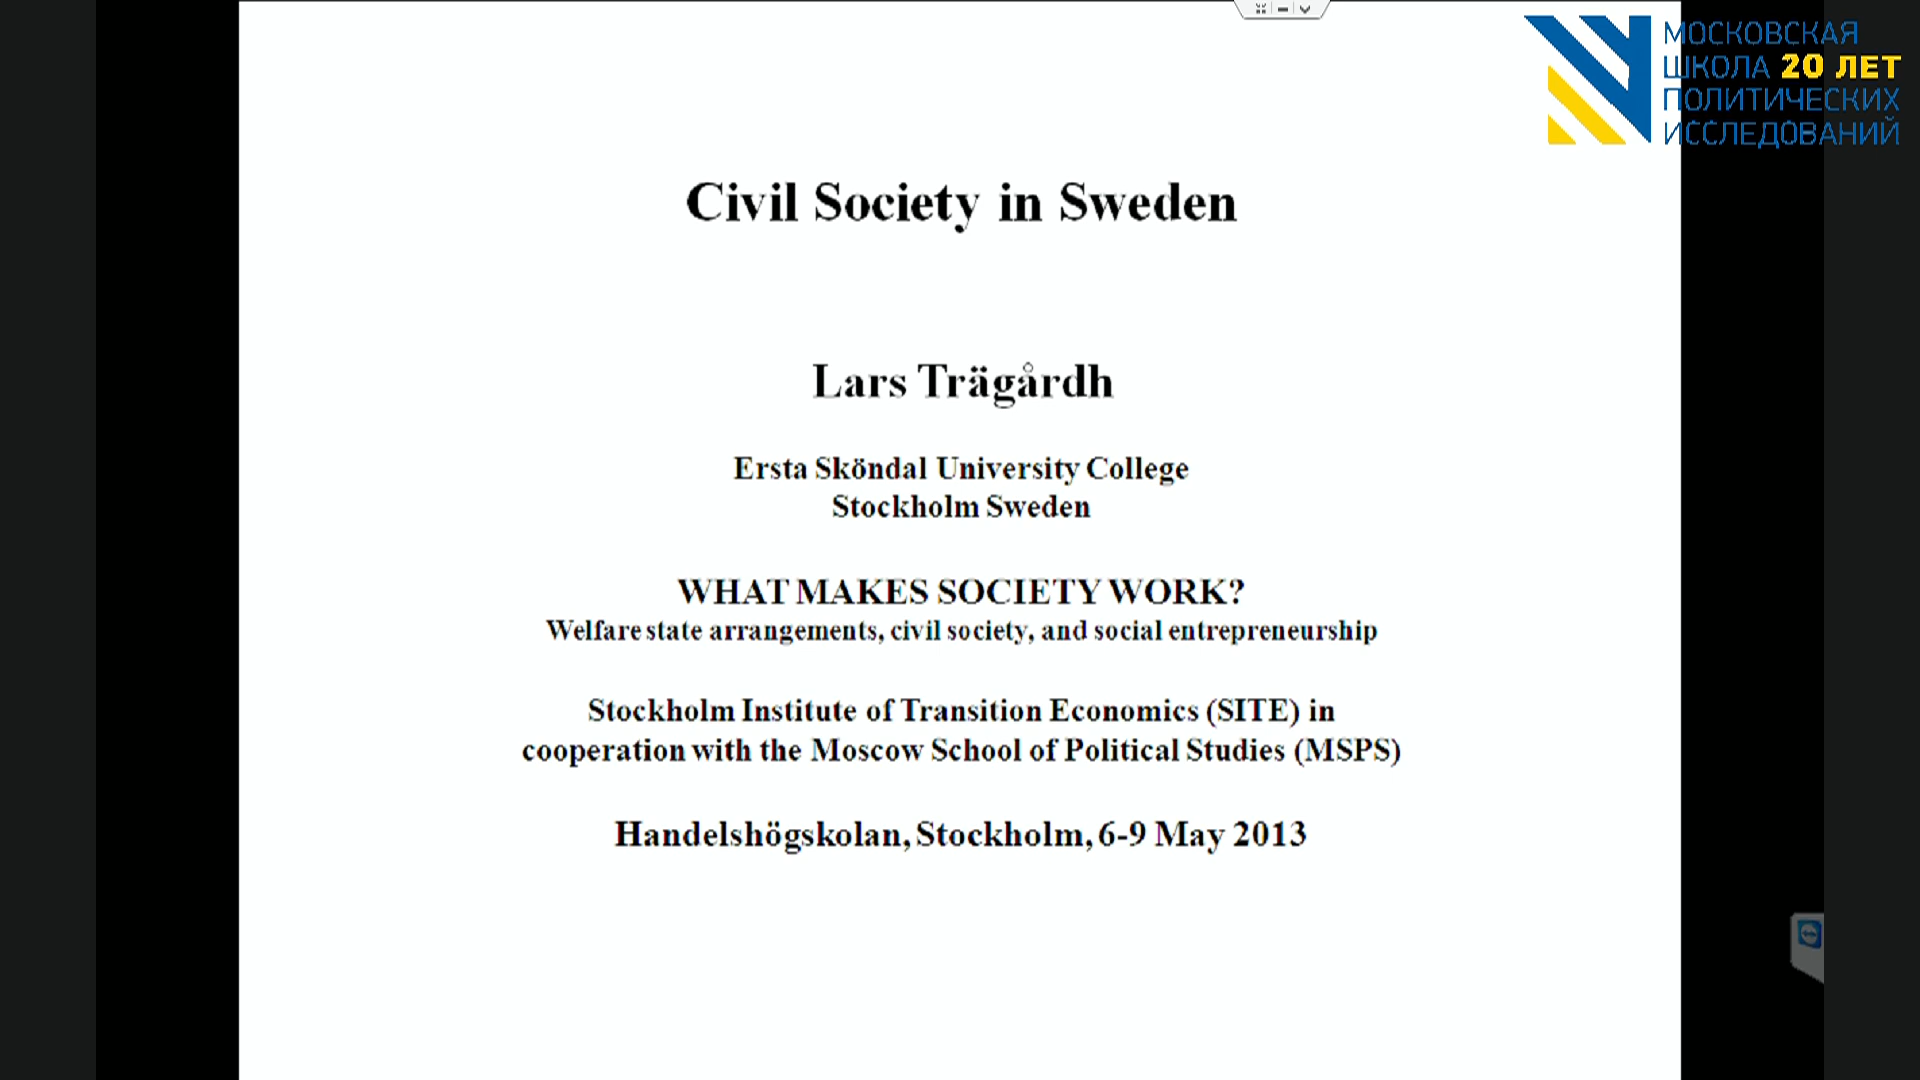 МОСКОВСКАЯ
ШКОЛА 20 ЛЕТ
ПОЛИТИЧЕСКИХ
ИССЛЕДОВАНИЙ
Civil Society in Sweden
Lars Trägårdh
Ersta Sköndal University College
Stockholm Sweden
WHAT MAKES SOCIETY WORK?
Welfare state arrangements, civil society, and social entrepreneurship
Stockholm Institute of Transition Economics (SITE) in
cooperation with the Moscow School of Political Studies (MSPS)
Handelshögskolan, Stockholm, 6-9 May 2013